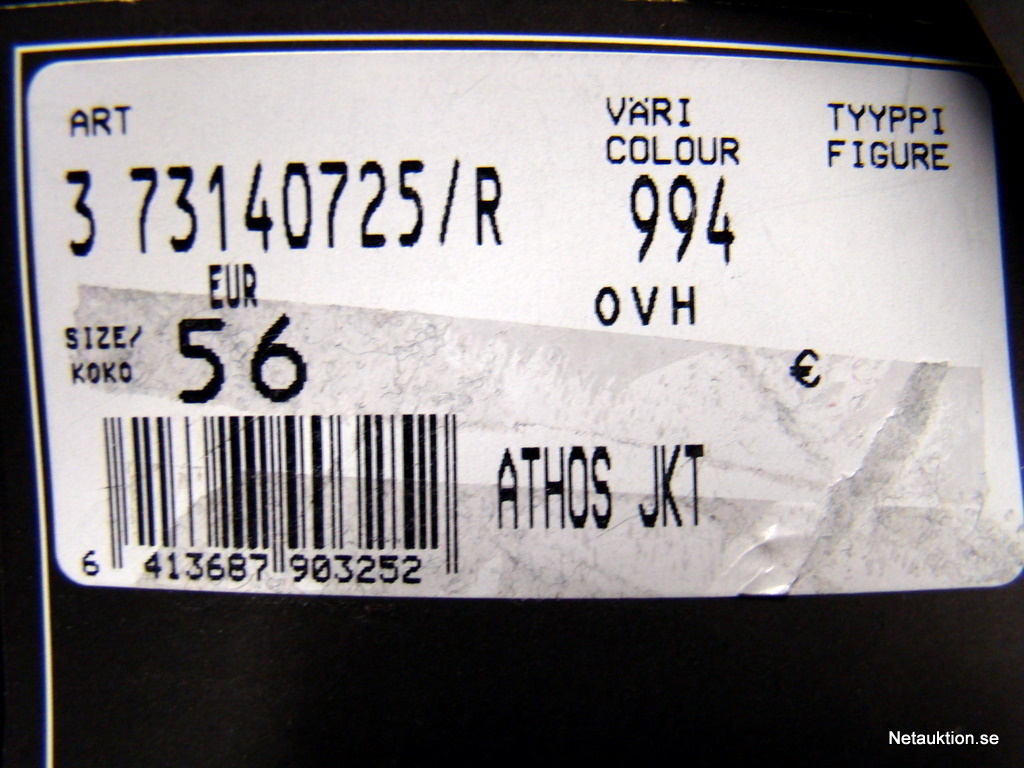 ART
VÄRI
COLOUR
TYYPPI
FIGURE
3 73140725/R
994
EUR
OVH
SIZE/
KOKO
56
€
ATHOS JKT
6 413687 903252
Netauktion.se